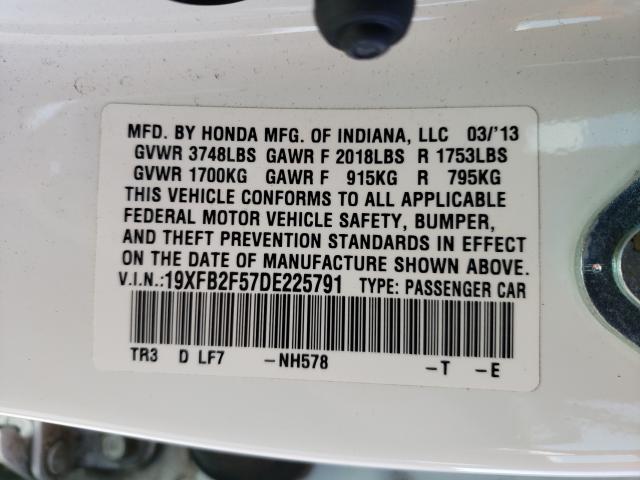 MFD. BY HONDA MFG. OF INDIANA, LLC 03/'13
GVWR 3748LBS GAWR F 2018LBS R 1753LBS
GVWR 1700KG GAWR F 915KG R 795KG
THIS VEHICLE CONFORMS TO ALL APPLICABLE
FEDERAL MOTOR VEHICLE SAFETY, BUMPER,
AND THEFT PREVENTION STANDARDS IN EFFECT
ON THE DATE OF MANUFACTURE SHOWN ABOVE.
V.I.N.:19XFB2F57DE225791 TYPE: PASSENGER CAR
TR3 D LF7 -NH578 -T -E